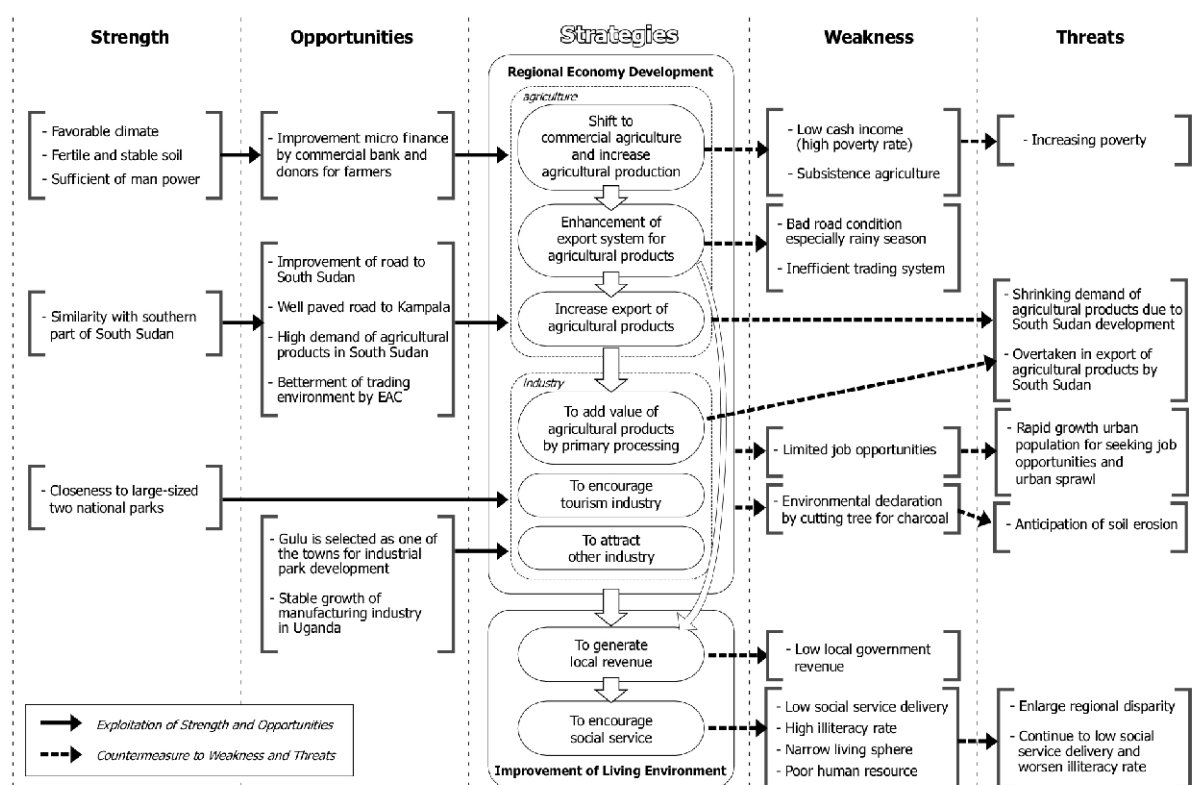 Strength
Opportunities
Strategies
Weakness
Threats
- Favorable climate
- Fertile and stable soil
- Sufficient of man power
- Similarity with southern
part of South Sudan
- Closeness to large-sized
two national parks
- Improvement micro finance
by commercial bank and
donors for farmers
- Improvement of road to
South Sudan
- Well paved road to Kampala
- High demand of agricultural
products in South Sudan
- Betterment of trading
environment by EAC
- Gulu is selected as one of
the towns for industrial
park development
- Stable growth of
manufacturing industry
in Uganda
Regional Economy Development
agriculture
Shift to
commercial agriculture
and increase
agricultural production
Enhancement of
export system for
agricultural products
Increase export of
agricultural products
Industry
To add value of
agricultural products
by primary processing
To encourage
tourism industry
To attract
other industry
To generate
local revenue
To encourage
social service
Improvement of Living Environment
- Low cash income
(high poverty rate)
- Subsistence agriculture
- Bad road condition
especially rainy season
- Inefficient trading system
- Limited job opportunities
- Environmental declaration
by cutting tree for charcoal
- Low local government
revenue
- Low social service delivery
- High illiteracy rate
- Narrow living sphere
- Poor human resource
- Increasing poverty
- Shrinking demand of
agricultural products due to
South Sudan development
- Overtaken in export of
agricultural products by
South Sudan
- Rapid growth urban
population for seeking job
opportunities and
urban sprawl
- Anticipation of soil erosion
- Enlarge regional disparity
- Continue to low social
service delivery and
worsen illiteracy rate
Exploitation of Strength and Opportunities
Countermeasure to Weakness and Threats